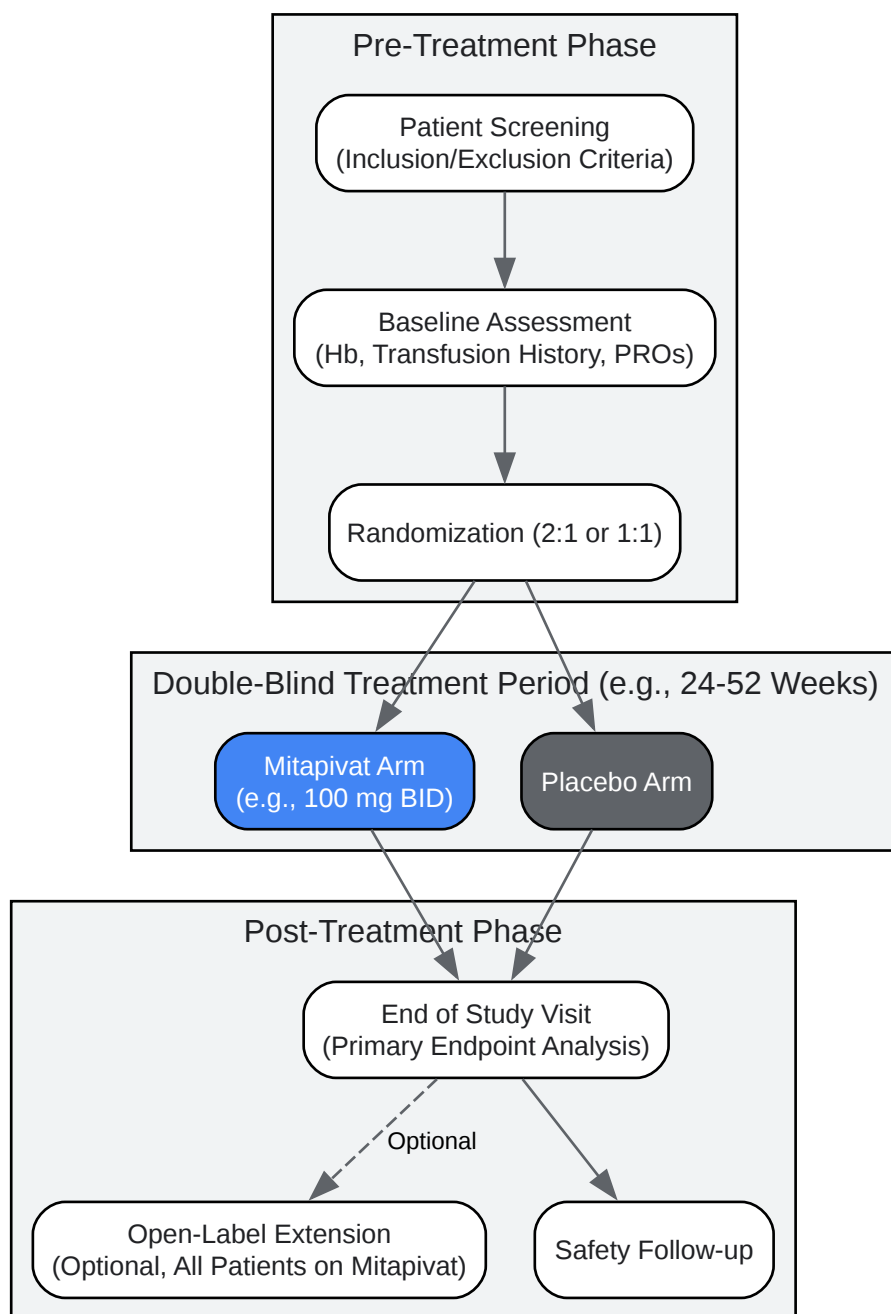 Pre-Treatment Phase
Patient Screening
(Inclusion/Exclusion Criteria)
Baseline Assessment
(Hb, Transfusion History, PROs)
Randomization (2:1 or 1:1)
Double-Blind Treatment Period (e.g., 24-52 Weeks)
Mitapivat Arm
(e.g., 100 mg BID)
Placebo Arm
Post-Treatment Phase
End of Study Visit
(Primary Endpoint Analysis)
Optional
Open-Label Extension
(Optional, All Patients on Mitapivat)
Safety Follow-up